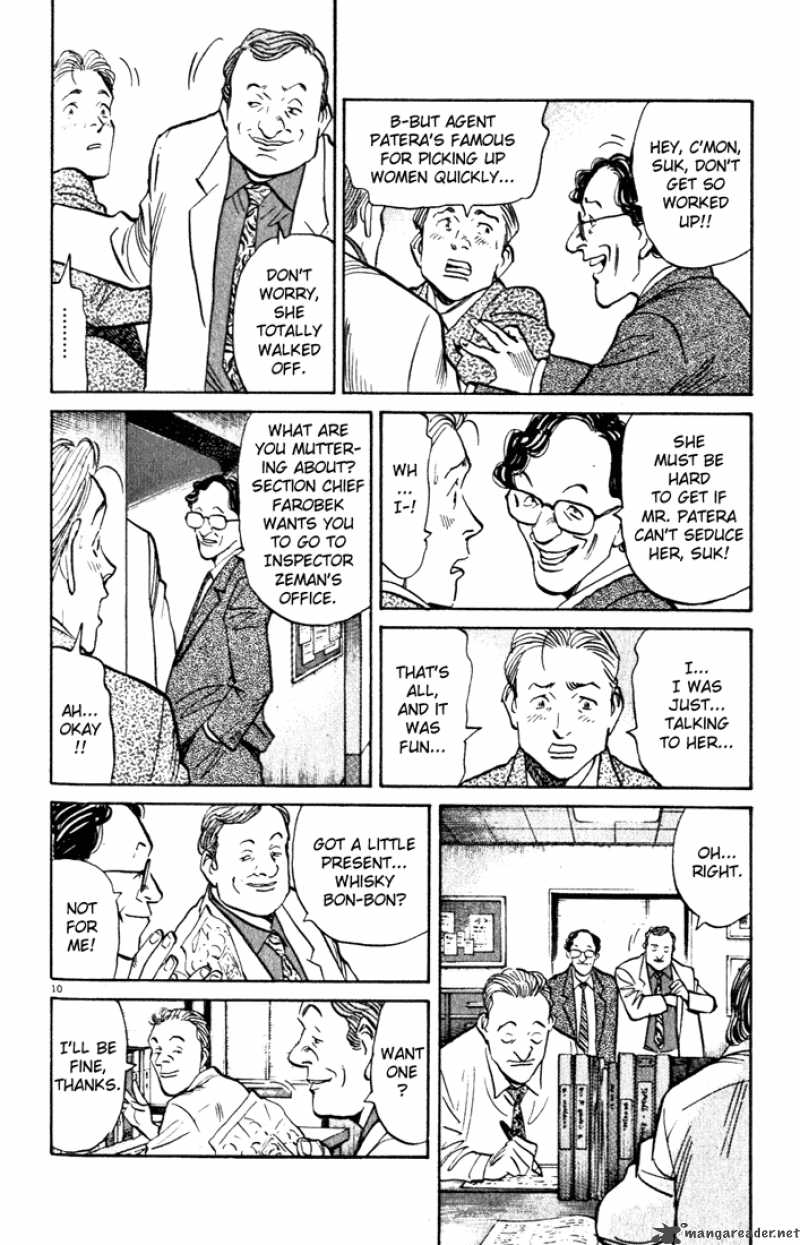 HEY, C'MON,
SUK, DON'T
GET SO
WORKED
UP!!
B-BUT AGENT
PATERA'S FAMOUS
FOR PICKING UP
WOMEN QUICKLY...
DON'T
WORRY,
SHE
TOTALLY
WALKED
OFF.
.........
SHE
MUST BE
HARD
TO GET IF
MR. PATERA
CAN'T SEDUCE
HER, SUK!
WH
...
I-!
I...
I WAS
JUST...
TALKING
TO HER...
THAT'S
ALL,
AND IT
WAS
FUN...
WHAT ARE
YOU MUTTER-
ING ABOUT?
SECTION CHIEF
FAROBEK
WANTS YOU
TO GO TO
INSPECTOR
ZEMAN'S
OFFICE.
AH...
OKAY
!!
OH...
RIGHT.
GOT A LITTLE
PRESENT...
WHISKY
BON-BON?
NOT
FOR ME!
WANT
ONE
?
I'LL BE
FINE,
THANKS.
10
mangareader.net